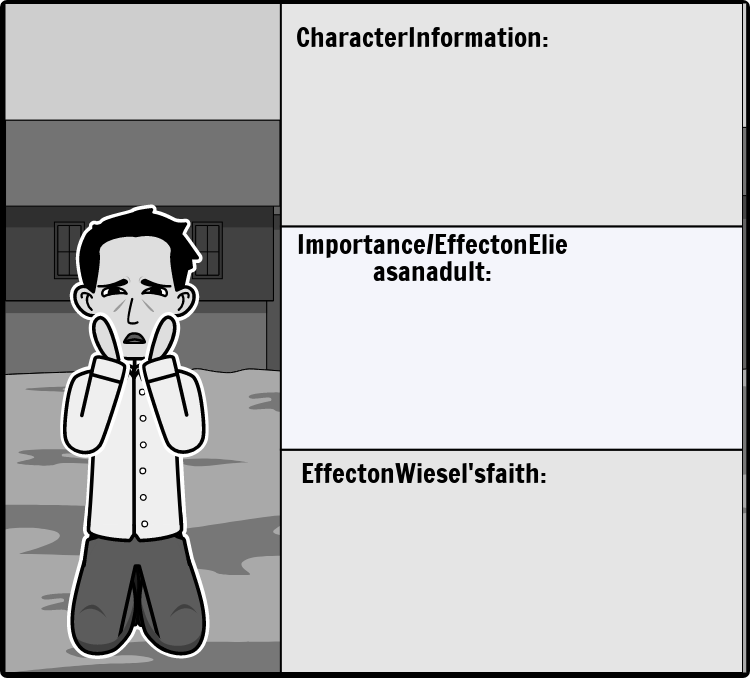 CharacterInformation:
Importance/EffectonElie
asanadult:
EffectonWiesel'sfaith: